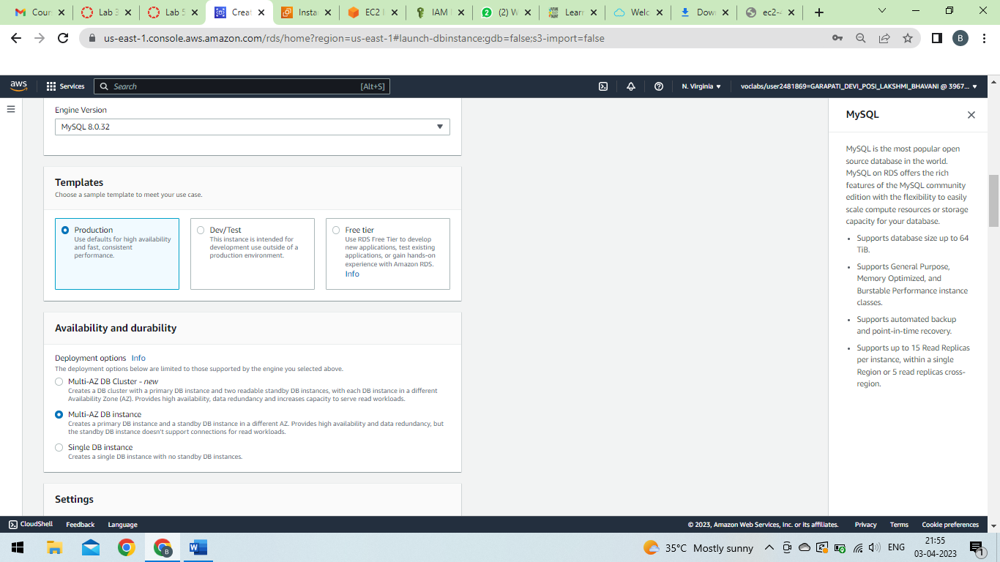 Cour
Lab 3
Lab 5
Creat
Insta
EC2 I
IAM
(2) W
Learn
Welc
Dow
ec2-
us-east-1.console.aws.amazon.com/rds/home?region=us-east-1#launch-dbinstance:gdb=false;s3-import=false
B
aws
Services
Search
[Alt+S]
N. Virginia
voclabs/user2481869=GARAPATI_DEVI_POSI_LAKSHMI_BHAVANI @ 3967...
Engine Version
MySQL 8.0.32
Templates
Choose a sample template to meet your use case.
Production
Use defaults for high availability
and fast, consistent
performance.
Dev/Test
This instance is intended for
development use outside of a
production environment.
Free tier
Use RDS Free Tier to develop
new applications, test existing
applications, or gain hands-on
experience with Amazon RDS.
Info
Availability and durability
Deployment options Info
The deployment options below are limited to those supported by the engine you selected above.
Multi-AZ DB Cluster - new
Creates a DB cluster with a primary DB instance and two readable standby DB instances, with each DB instance in a different
Availability Zone (AZ). Provides high availability, data redundancy and increases capacity to serve read workloads.
Multi-AZ DB instance
Creates a primary DB instance and a standby DB instance in a different AZ. Provides high availability and data redundancy, but
the standby DB instance doesn't support connections for read workloads.
Single DB instance
Creates a single DB instance with no standby DB instances.
Settings
MySQL
MySQL is the most popular open
source database in the world.
MySQL on RDS offers the rich
features of the MySQL community
edition with the flexibility to easily
scale compute resources or storage
capacity for your database.
• Supports database size up to 64
TiB.
• Supports General Purpose,
Memory Optimized, and
Burstable Performance instance
classes.
• Supports automated backup
and point-in-time recovery.
• Supports up to 15 Read Replicas
per instance, within a single
Region or 5 read replicas cross-
region.
CloudShell
Feedback
Language
© 2023, Amazon Web Services, Inc. or its affiliates.
Privacy
Terms
Cookie preferences
35°C Mostly sunny
ENG
21:55
03-04-2023
1